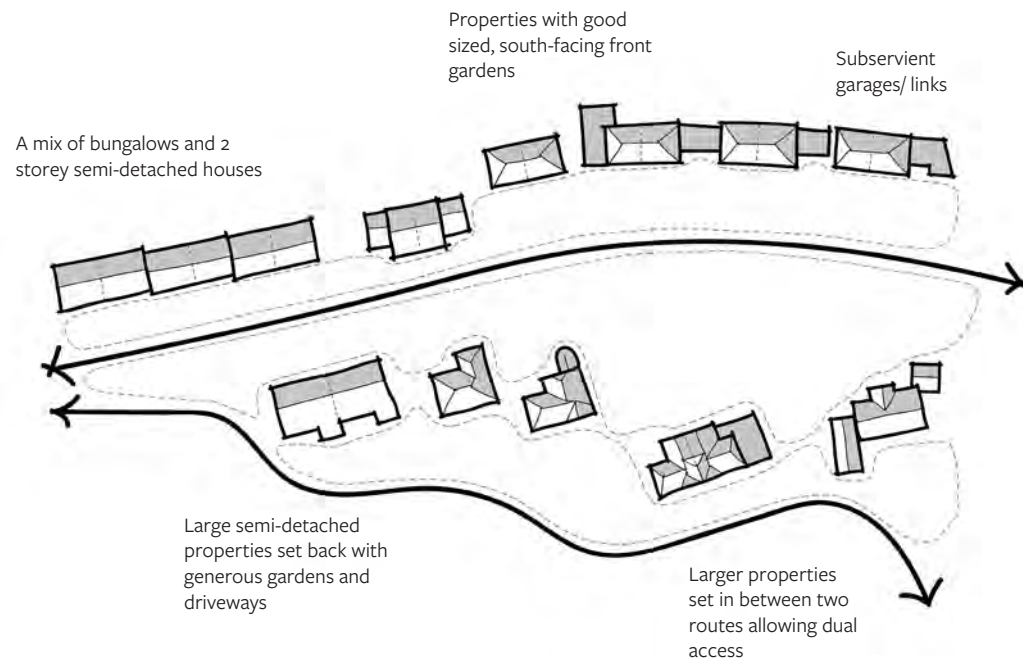 Properties with good
sized, south-facing front
gardens
Subservient
garages/ links
A mix of bungalows and 2
storey semi-detached houses
Large semi-detached
properties set back with
generous gardens and
driveways
Larger properties
set in between two
routes allowing dual
access